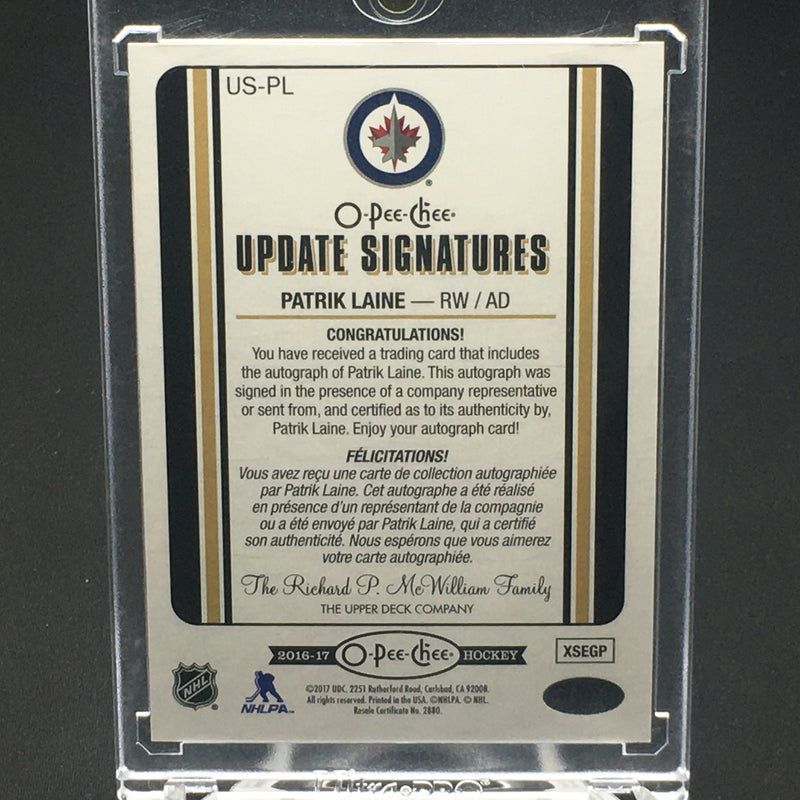 US-PL
O-Pee-Chee®
UPDATE SIGNATURES
PATRIK LAINE — RW / AD
CONGRATULATIONS!
You have received a trading card that includes
the autograph of Patrik Laine. This autograph was
signed in the presence of a company representative
or sent from, and certified as to its authenticity by,
Patrik Laine. Enjoy your autograph card!
FÉLICITATIONS!
Vous avez reçu une carte de collection autographiée
par Patrik Laine. Cet autographe a été réalisé
en présence d'un représentant de la compagnie
ou a été envoyé par Patrik Laine, qui a certifié
son authenticité. Nous espérons que vous aimerez
votre carte autographiée.
The Richard P. McWilliam Family
THE UPPER DECK COMPANY
2016-17 O-Pee-Chee® HOCKEY
XSEGP
NHL®
NHLPA™
©2017 UDC. 2251 Rutherford Road, Carlsbad, CA 92008.
All rights reserved. Printed in the USA. ©NHLPA. © NHL.
Resale Certificate No. 2880.